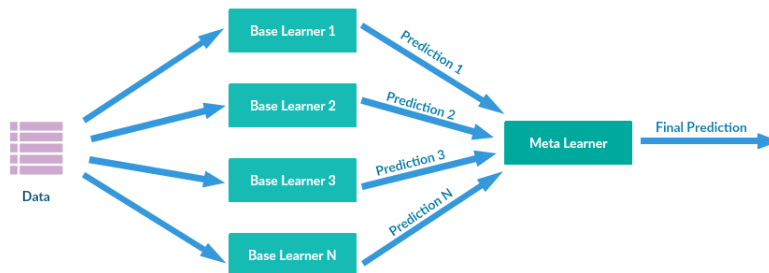 Data
Base Learner 1
Base Learner 2
Base Learner 3
Base Learner N
Prediction 1
Prediction 2
Prediction 3
Prediction N
Meta Learner
Final Prediction